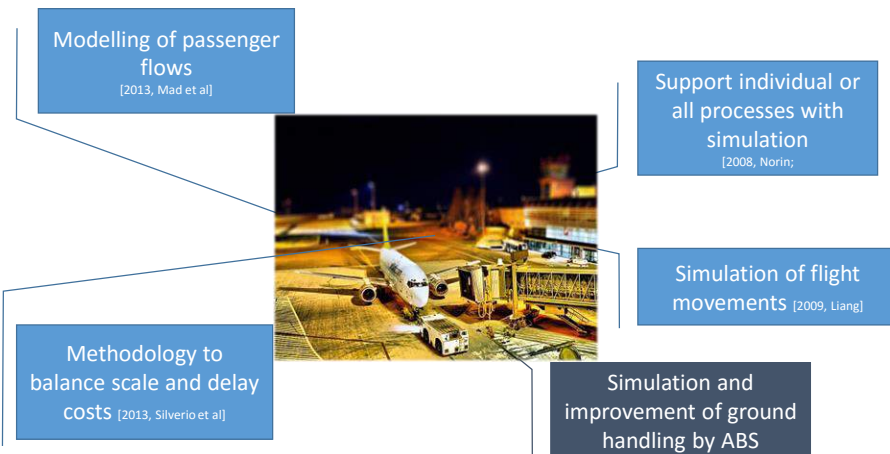 Modelling of passenger
flows
[2013, Mad et al]
Support individual or
all processes with
simulation
[2008, Norin;
Simulation of flight
movements [2009, Liang]
Methodology to
balance scale and delay
costs [2013, Silverio et al]
Simulation and
improvement of ground
handling by ABS